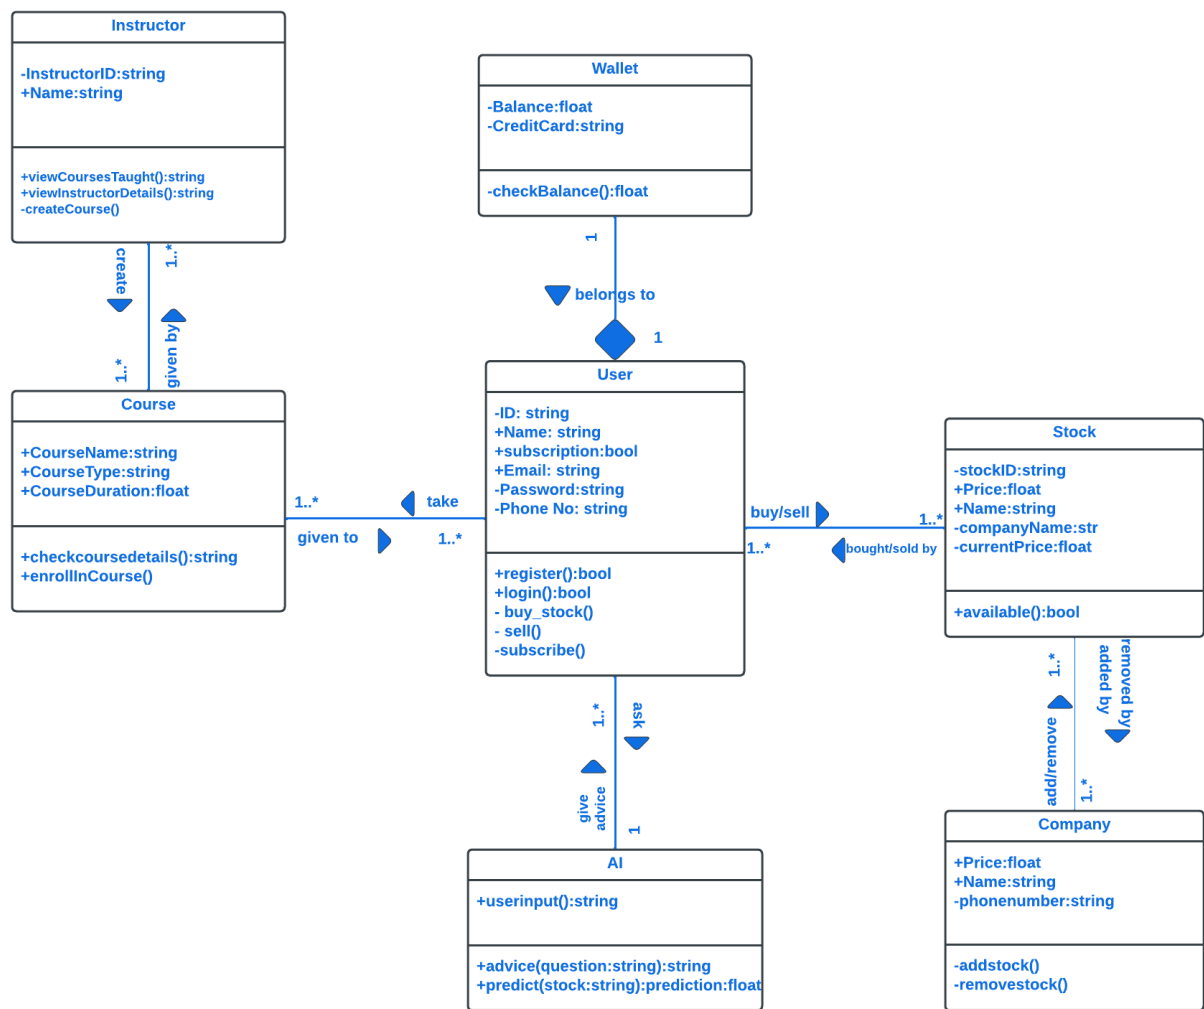 Instructor
-InstructorID:string
+Name:string
+viewCoursesTaught():string
+viewInstructorDetails():string
-createCourse()
create
1..*
1..*
given by
Wallet
-Balance:float
-CreditCard:string
-checkBalance():float
1
belongs to
1
Course
+CourseName:string
+CourseType:string
+CourseDuration:float
+checkcoursedetails():string
+enrollInCourse()
1..*
take
given to
1..*
User
-ID: string
+Name: string
+subscription:bool
+Email: string
-Password:string
-Phone No: string
+register():bool
+login():bool
- buy_stock()
- sell()
-subscribe()
buy/sell
1..*
1..*
bought/sold by
Stock
-stockID:string
+Price:float
+Name:string
-companyName:str
-currentPrice:float
+available():bool
1..*
removed by
added by
add/remove
1..*
1..*
ask
give
advice
1
AI
+userinput():string
+advice(question:string):string
+predict(stock:string):prediction:float
Company
+Price:float
+Name:string
-phonenumber:string
-addstock()
-removestock()